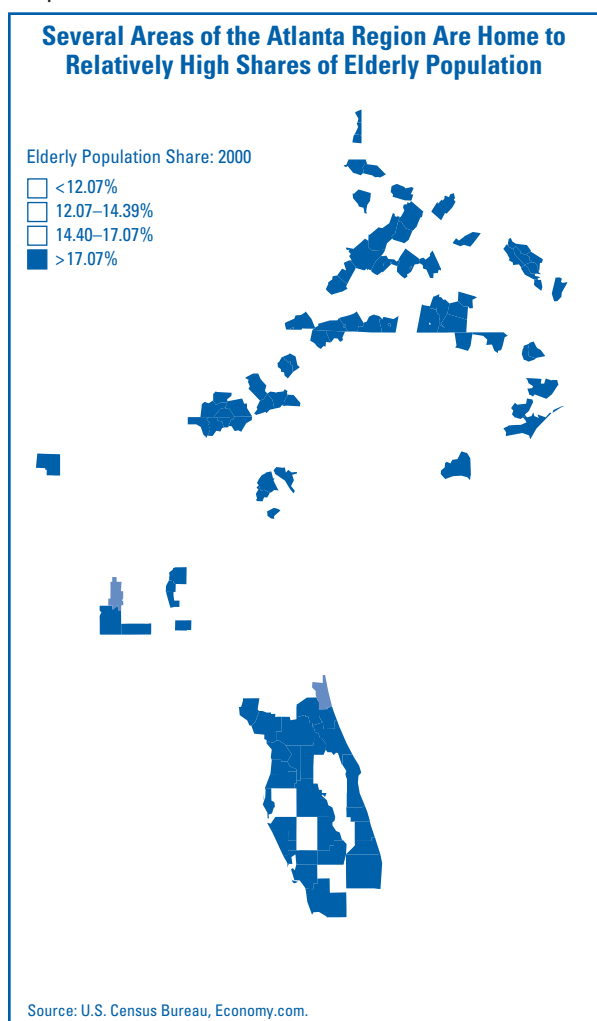 Several Areas of the Atlanta Region Are Home to
Relatively High Shares of Elderly Population
Elderly Population Share: 2000
<12.07%
12.07–14.39%
14.40–17.07%
>17.07%
Source: U.S. Census Bureau, Economy.com.